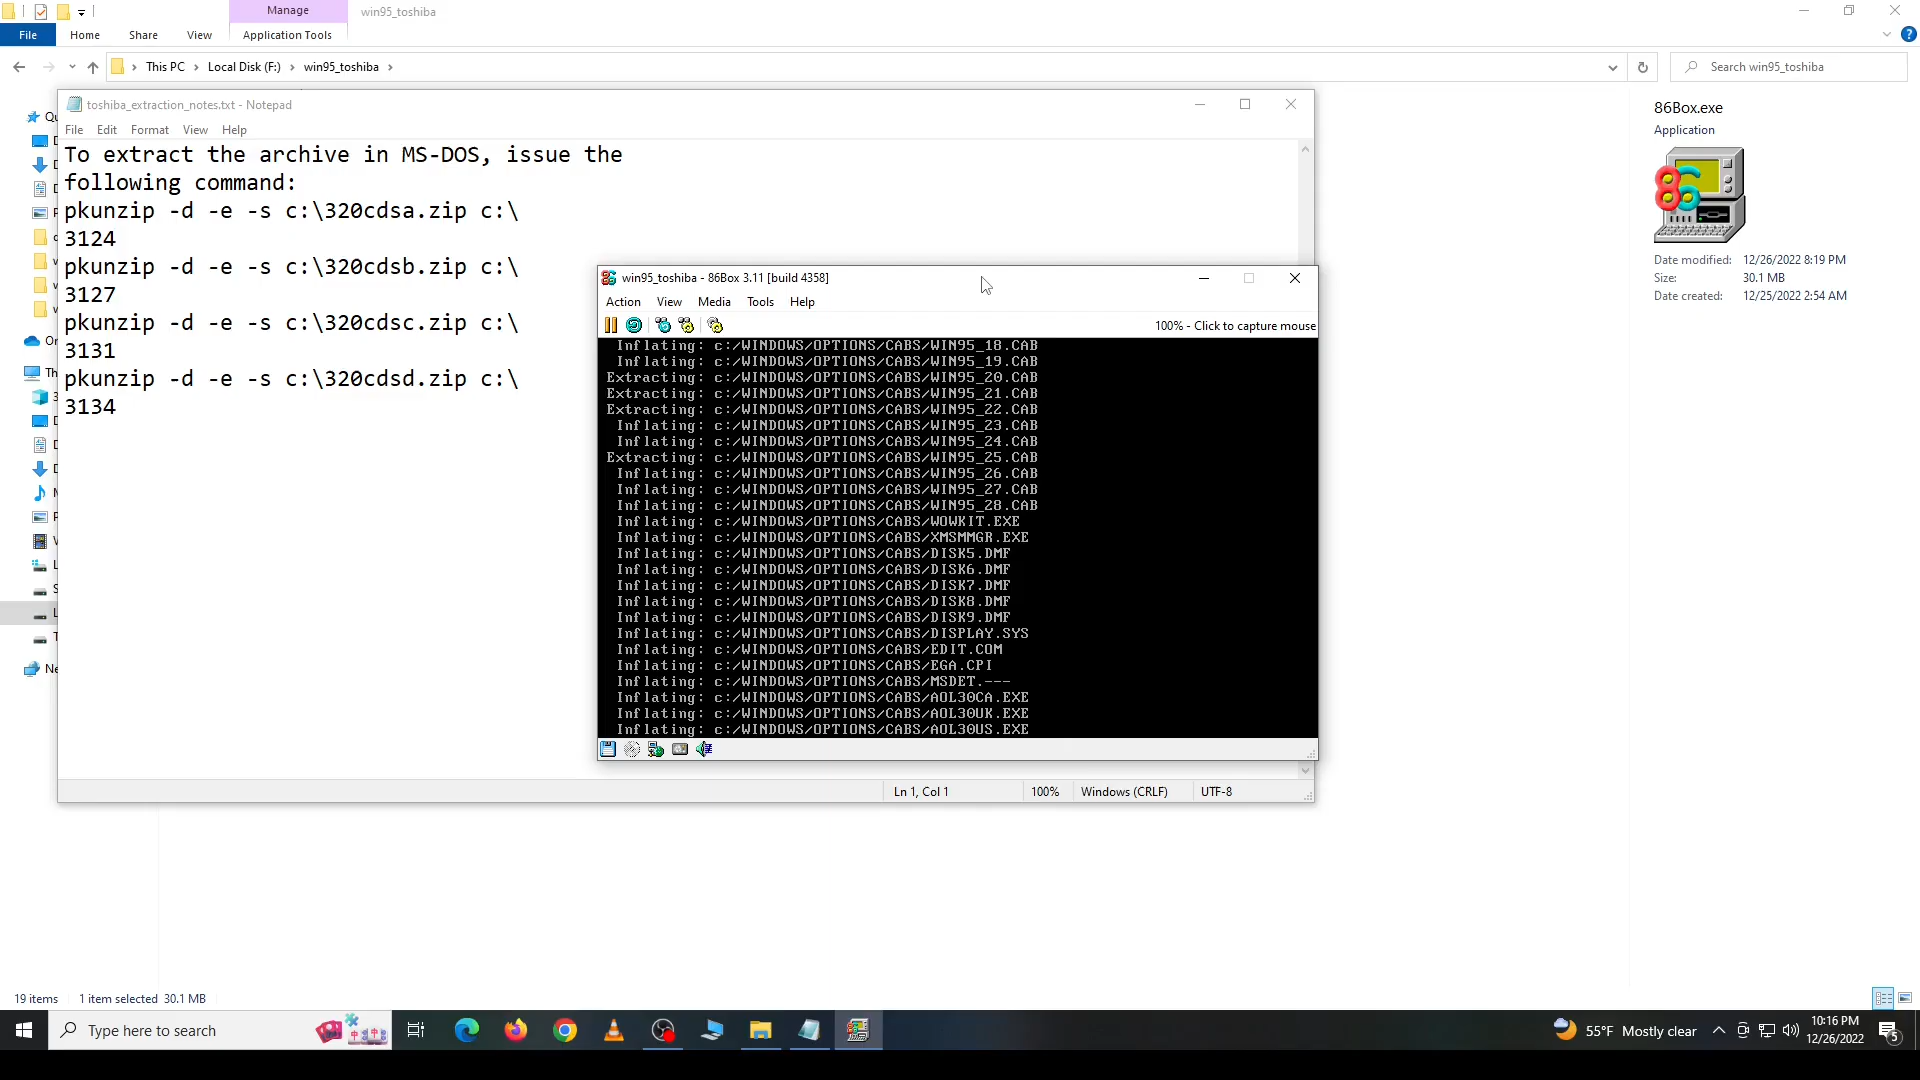 Manage
win95_toshiba
File
Home
Share
View
Application Tools
This PC
Local Disk (F:)
win95_toshiba
Search win95_toshiba
toshiba_extraction_notes.txt - Notepad
File Edit Format View Help
To extract the archive in MS-DOS, issue the
following command:
pkunzip -d -e -s c:\320cdsa.zip c:\
3124
pkunzip -d -e -s c:\320cdsb.zip c:\
3127
pkunzip -d -e -s c:\320cdsc.zip c:\
3131
pkunzip -d -e -s c:\320cdsd.zip c:\
3134
Ln 1, Col 1
100%
Windows (CRLF)
UTF-8
win95_toshiba - 86Box 3.11 [build 4358]
Action View Media Tools Help
100% - Click to capture mouse
Inflating: c:/WINDOWS/OPTIONS/CABS/WIN95_18.CAB
Inflating: c:/WINDOWS/OPTIONS/CABS/WIN95_19.CAB
Extracting: c:/WINDOWS/OPTIONS/CABS/WIN95_20.CAB
Extracting: c:/WINDOWS/OPTIONS/CABS/WIN95_21.CAB
Extracting: c:/WINDOWS/OPTIONS/CABS/WIN95_22.CAB
Inflating: c:/WINDOWS/OPTIONS/CABS/WIN95_23.CAB
Inflating: c:/WINDOWS/OPTIONS/CABS/WIN95_24.CAB
Extracting: c:/WINDOWS/OPTIONS/CABS/WIN95_25.CAB
Inflating: c:/WINDOWS/OPTIONS/CABS/WIN95_26.CAB
Inflating: c:/WINDOWS/OPTIONS/CABS/WIN95_27.CAB
Inflating: c:/WINDOWS/OPTIONS/CABS/WIN95_28.CAB
Inflating: c:/WINDOWS/OPTIONS/CABS/WOWKIT.EXE
Inflating: c:/WINDOWS/OPTIONS/CABS/XMSMMGR.EXE
Inflating: c:/WINDOWS/OPTIONS/CABS/DISK5.DMF
Inflating: c:/WINDOWS/OPTIONS/CABS/DISK6.DMF
Inflating: c:/WINDOWS/OPTIONS/CABS/DISK7.DMF
Inflating: c:/WINDOWS/OPTIONS/CABS/DISK8.DMF
Inflating: c:/WINDOWS/OPTIONS/CABS/DISK9.DMF
Inflating: c:/WINDOWS/OPTIONS/CABS/DISPLAY.SYS
Inflating: c:/WINDOWS/OPTIONS/CABS/EDIT.COM
Inflating: c:/WINDOWS/OPTIONS/CABS/EGA.CPI
Inflating: c:/WINDOWS/OPTIONS/CABS/MSDET.---
Inflating: c:/WINDOWS/OPTIONS/CABS/AOL30CA.EXE
Inflating: c:/WINDOWS/OPTIONS/CABS/AOL30UK.EXE
Inflating: c:/WINDOWS/OPTIONS/CABS/AOL30US.EXE
86Box.exe
Application
86
Date modified: 12/26/2022 8:19 PM
Size: 30.1 MB
Date created: 12/25/2022 2:54 AM
19 items
1 item selected 30.1 MB
Type here to search
55°F Mostly clear
10:16 PM
12/26/2022
5